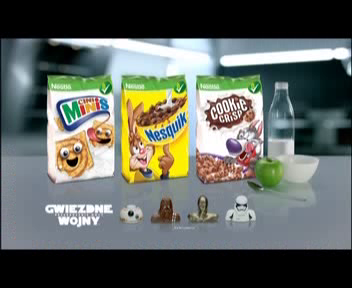 Nestlé
CINI
MINIS
Nestlé
Nesquik
Nestlé
COOKIE
CRISP
GWIEZDNE
WOJNY